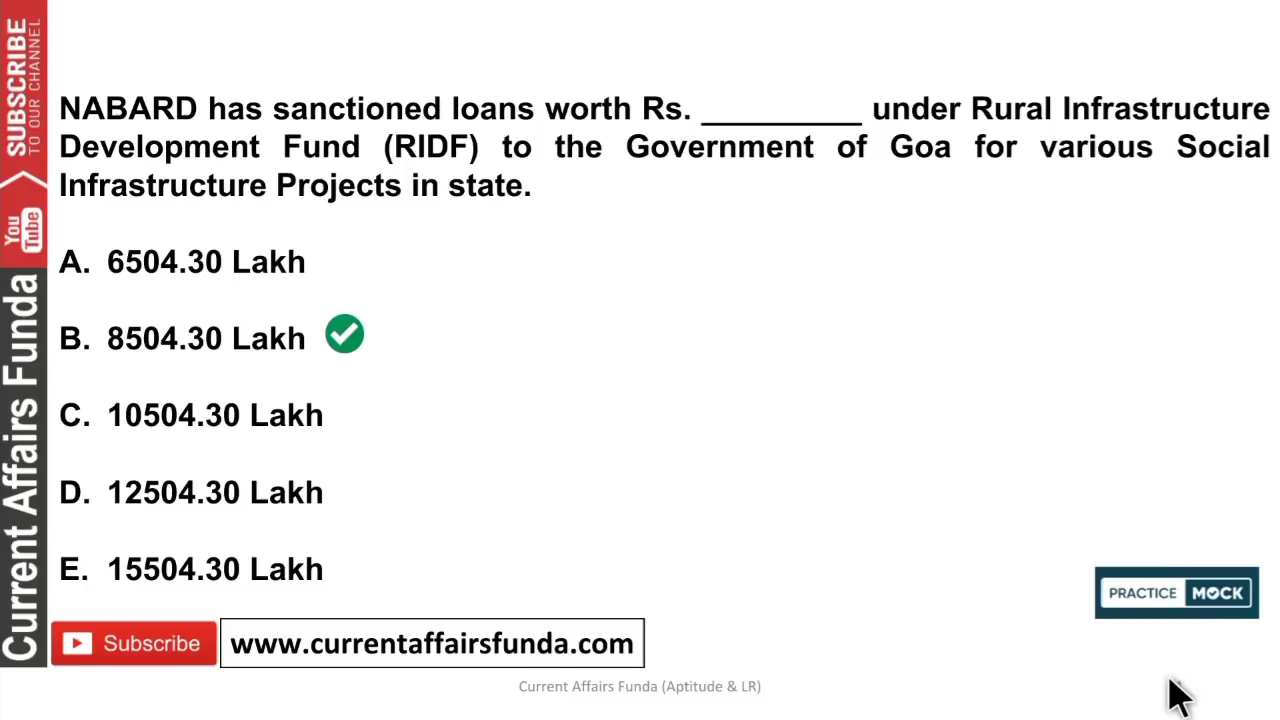 SUBSCRIBE
TO OUR CHANNEL
You
Tube
Current Affairs Funda
NABARD has sanctioned loans worth Rs. _________ under Rural Infrastructure
Development Fund (RIDF) to the Government of Goa for various Social
Infrastructure Projects in state.
A. 6504.30 Lakh
B. 8504.30 Lakh
C. 10504.30 Lakh
D. 12504.30 Lakh
E. 15504.30 Lakh
PRACTICE MOCK
Subscribe
www.currentaffairsfunda.com
Current Affairs Funda (Aptitude & LR)